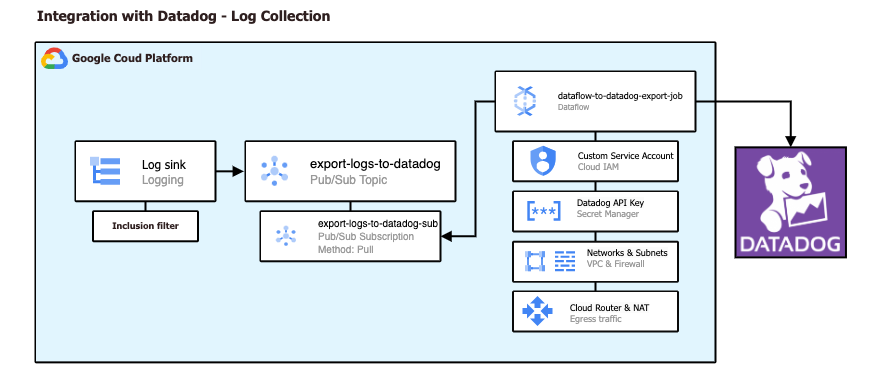 Integration with Datadog - Log Collection
Google Coud Platform
dataflow-to-datadog-export-job
Dataflow
Log sink
Logging
Inclusion filter
export-logs-to-datadog
Pub/Sub Topic
export-logs-to-datadog-sub
Pub/Sub Subscription
Method: Pull
Custom Service Account
Cloud IAM
[***]
Datadog API Key
Secret Manager
Networks & Subnets
VPC & Firewall
Cloud Router & NAT
Egress traffic
DATADOG